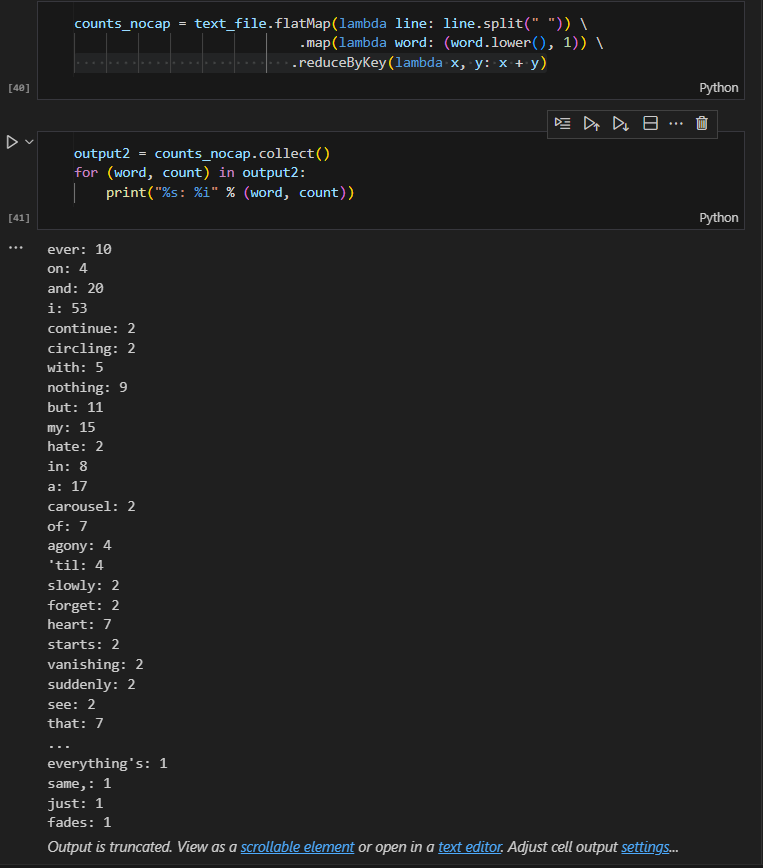 counts_nocap = text_file.flatMap(lambda line: line.split(" ")) \
.map(lambda word: (word.lower(), 1)) \
.reduceByKey(lambda x, y: x + y)
[40]
Python
output2 = counts_nocap.collect()
for (word, count) in output2:
    print("%s: %i" % (word, count))
[41]
Python
ever: 10
on: 4
and: 20
i: 53
continue: 2
circling: 2
with: 5
nothing: 9
but: 11
my: 15
hate: 2
in: 8
a: 17
carousel: 2
of: 7
agony: 4
'til: 4
slowly: 2
forget: 2
heart: 7
starts: 2
vanishing: 2
suddenly: 2
see: 2
that: 7
...
everything's: 1
same,: 1
just: 1
fades: 1
Output is truncated. View as a scrollable element or open in a text editor. Adjust cell output settings...